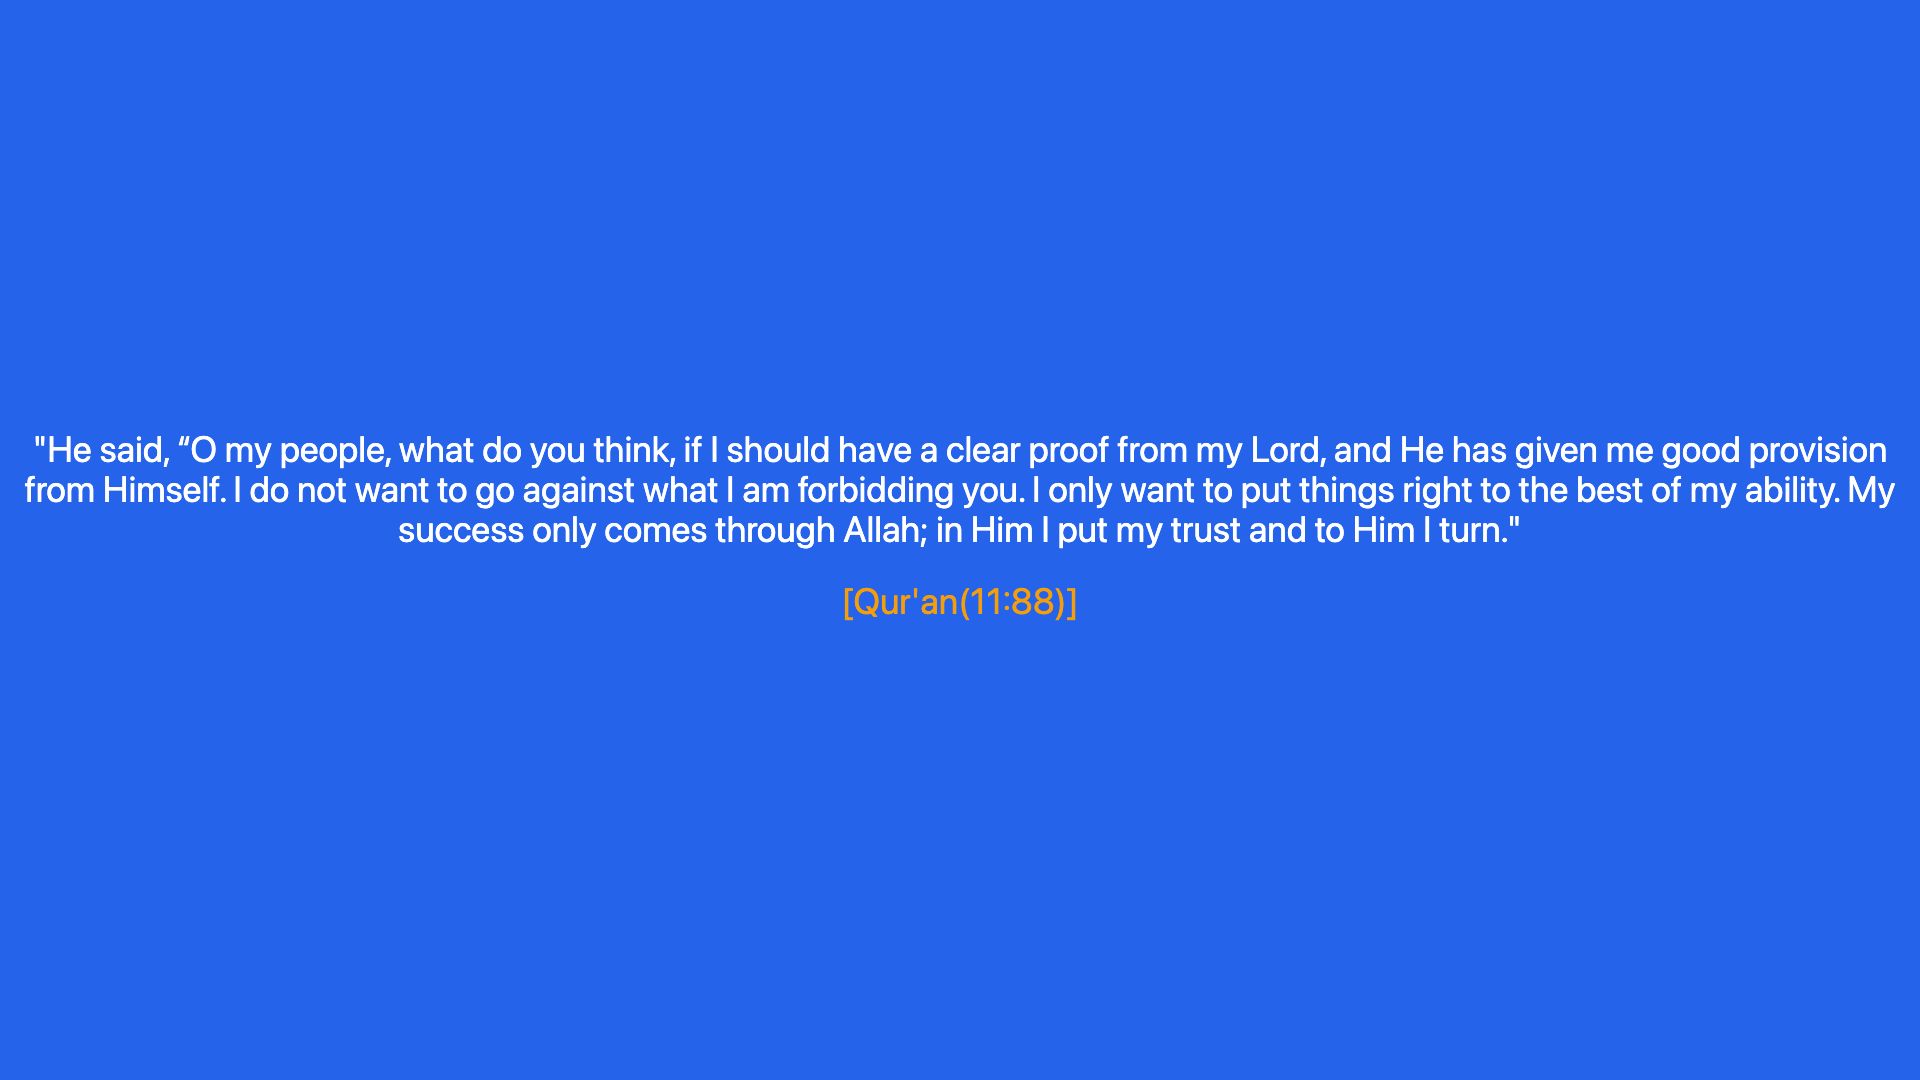 "He said, “O my people, what do you think, if I should have a clear proof from my Lord, and He has given me good provision
from Himself. I do not want to go against what I am forbidding you. I only want to put things right to the best of my ability. My
success only comes through Allah; in Him I put my trust and to Him I turn."
[Qur'an(11:88)]